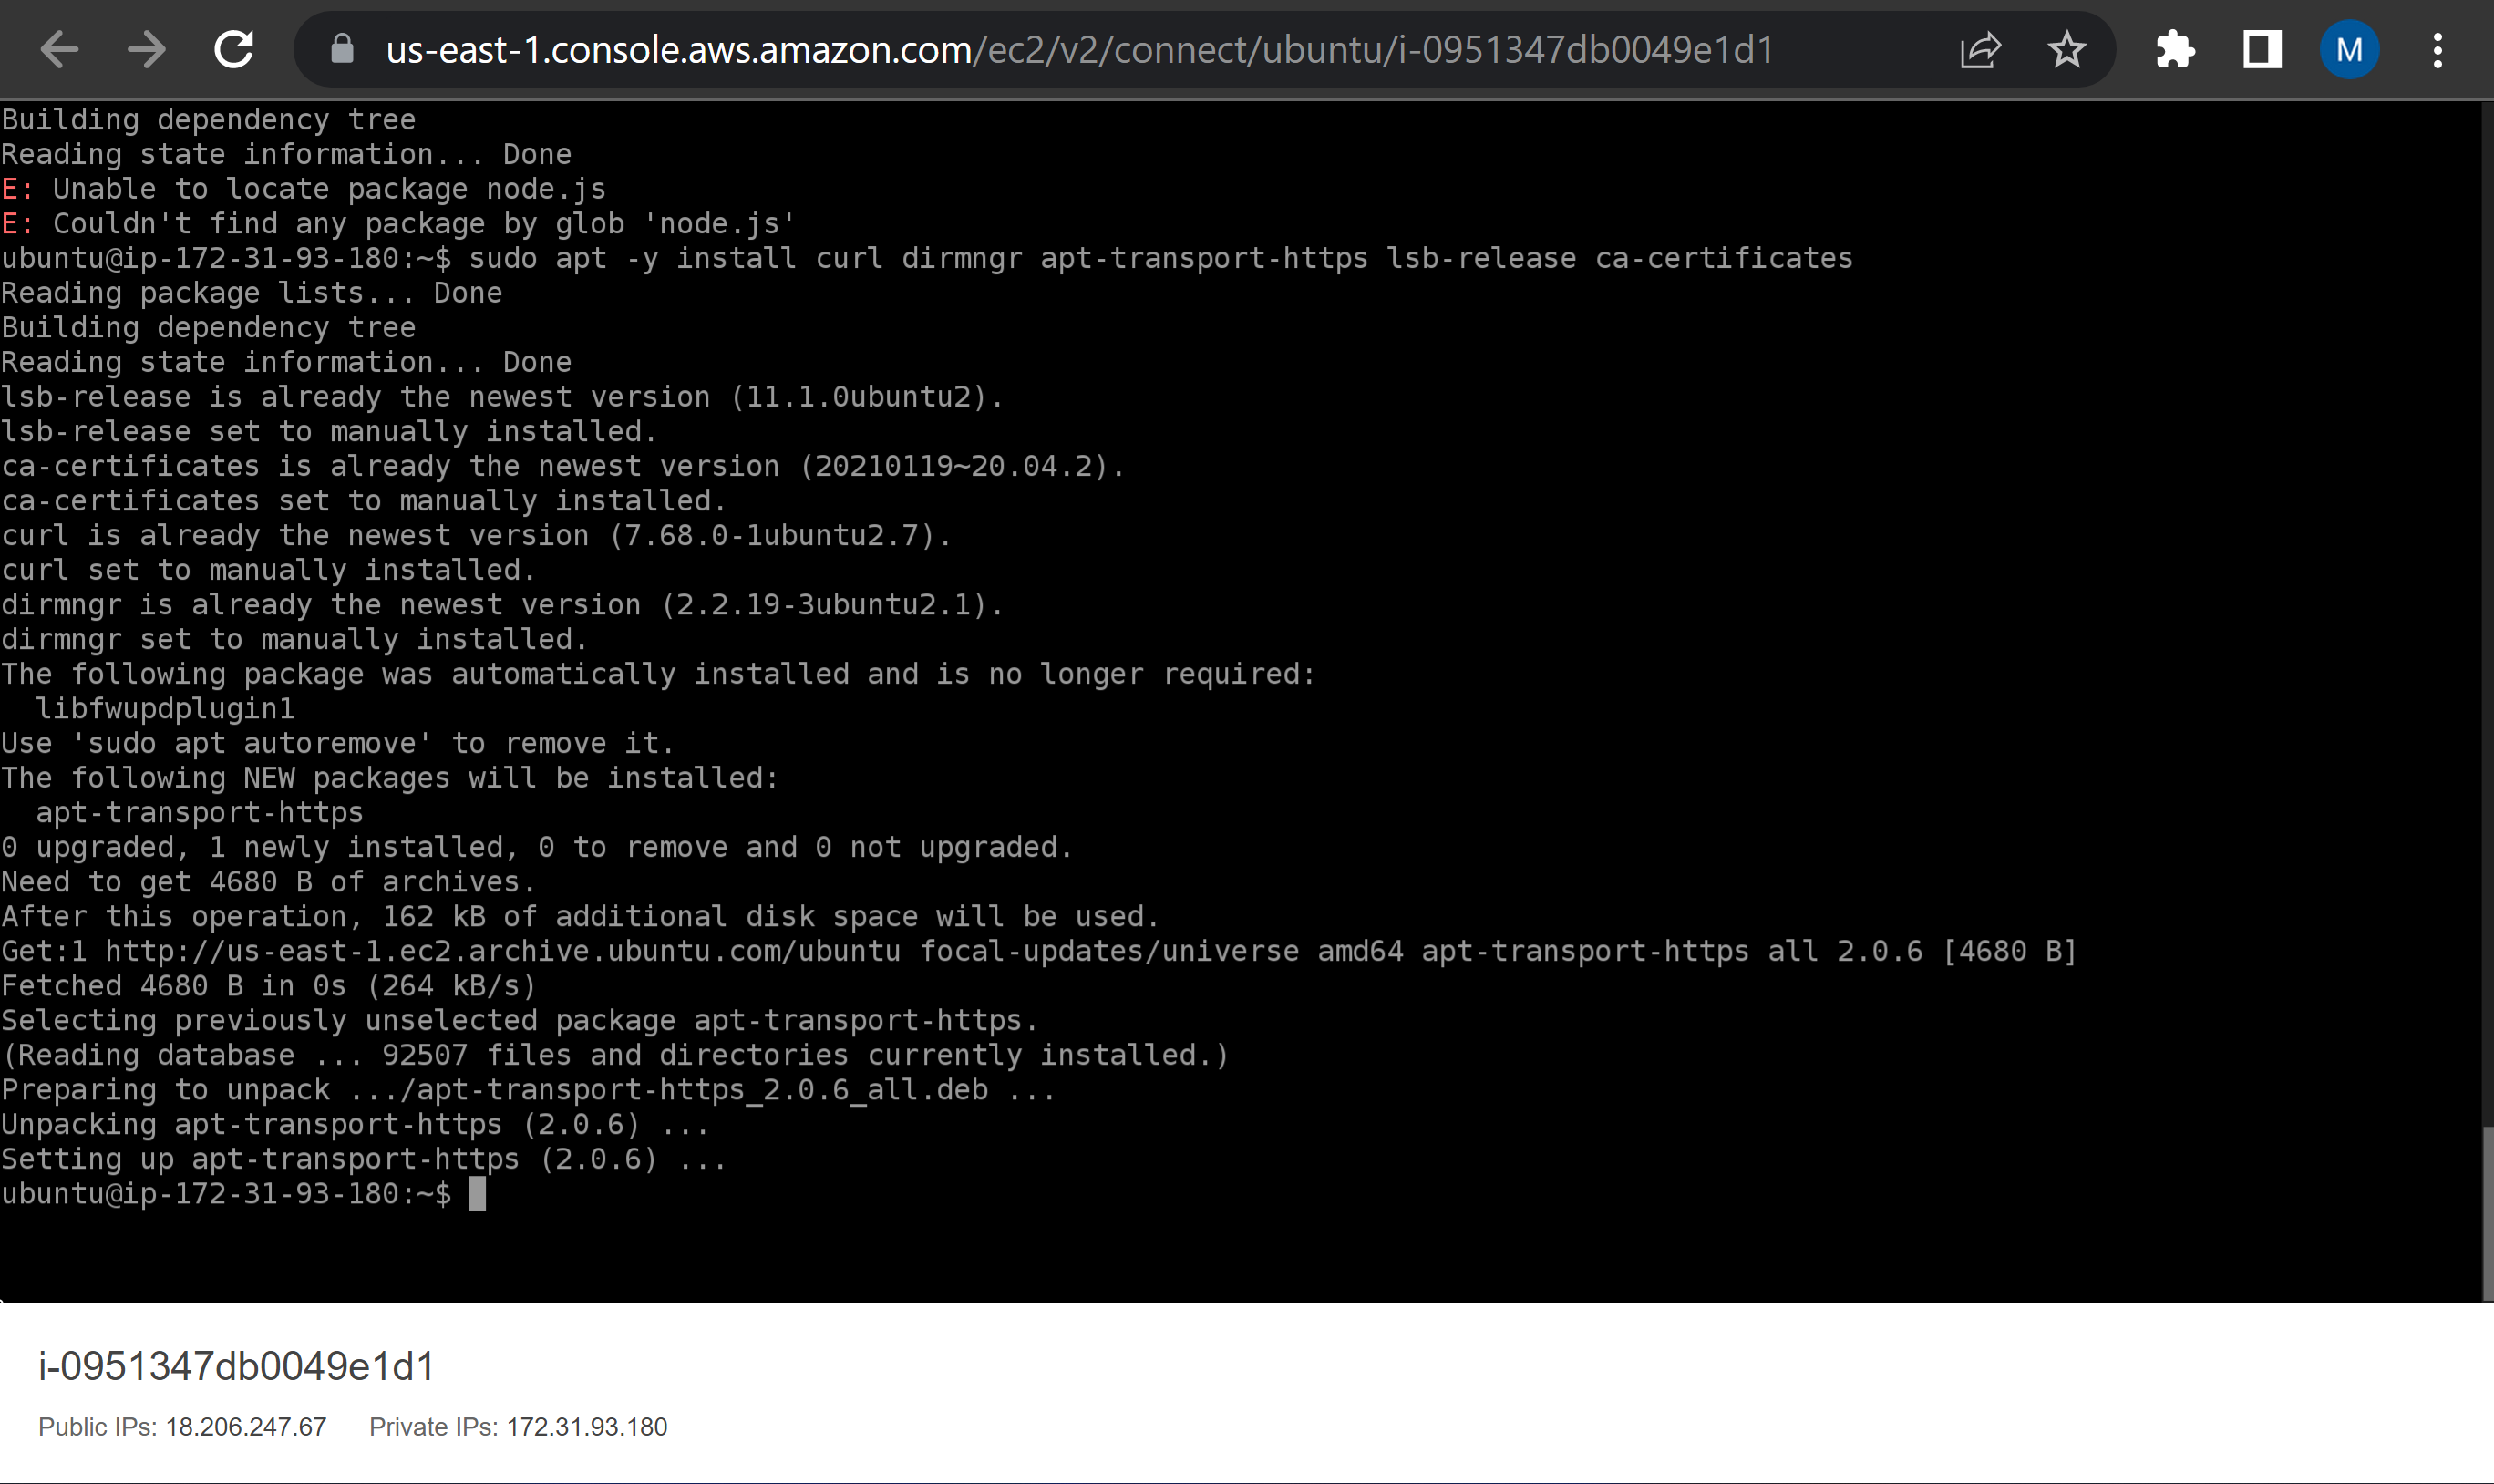 us-east-1.console.aws.amazon.com/ec2/v2/connect/ubuntu/i-0951347db0049e1d1
M
Building dependency tree
Reading state information... Done
E: Unable to locate package node.js
E: Couldn't find any package by glob 'node.js'
ubuntu@ip-172-31-93-180:~$ sudo apt -y install curl dirmngr apt-transport-https lsb-release ca-certificates
Reading package lists... Done
Building dependency tree
Reading state information... Done
lsb-release is already the newest version (11.1.0ubuntu2).
lsb-release set to manually installed.
ca-certificates is already the newest version (20210119~20.04.2).
ca-certificates set to manually installed.
curl is already the newest version (7.68.0-1ubuntu2.7).
curl set to manually installed.
dirmngr is already the newest version (2.2.19-3ubuntu2.1).
dirmngr set to manually installed.
The following package was automatically installed and is no longer required:
  libfwupdplugin1
Use 'sudo apt autoremove' to remove it.
The following NEW packages will be installed:
  apt-transport-https
0 upgraded, 1 newly installed, 0 to remove and 0 not upgraded.
Need to get 4680 B of archives.
After this operation, 162 kB of additional disk space will be used.
Get:1 http://us-east-1.ec2.archive.ubuntu.com/ubuntu focal-updates/universe amd64 apt-transport-https all 2.0.6 [4680 B]
Fetched 4680 B in 0s (264 kB/s)
Selecting previously unselected package apt-transport-https.
(Reading database ... 92507 files and directories currently installed.)
Preparing to unpack .../apt-transport-https_2.0.6_all.deb ...
Unpacking apt-transport-https (2.0.6) ...
Setting up apt-transport-https (2.0.6) ...
ubuntu@ip-172-31-93-180:~$
i-0951347db0049e1d1
Public IPs: 18.206.247.67 Private IPs: 172.31.93.180